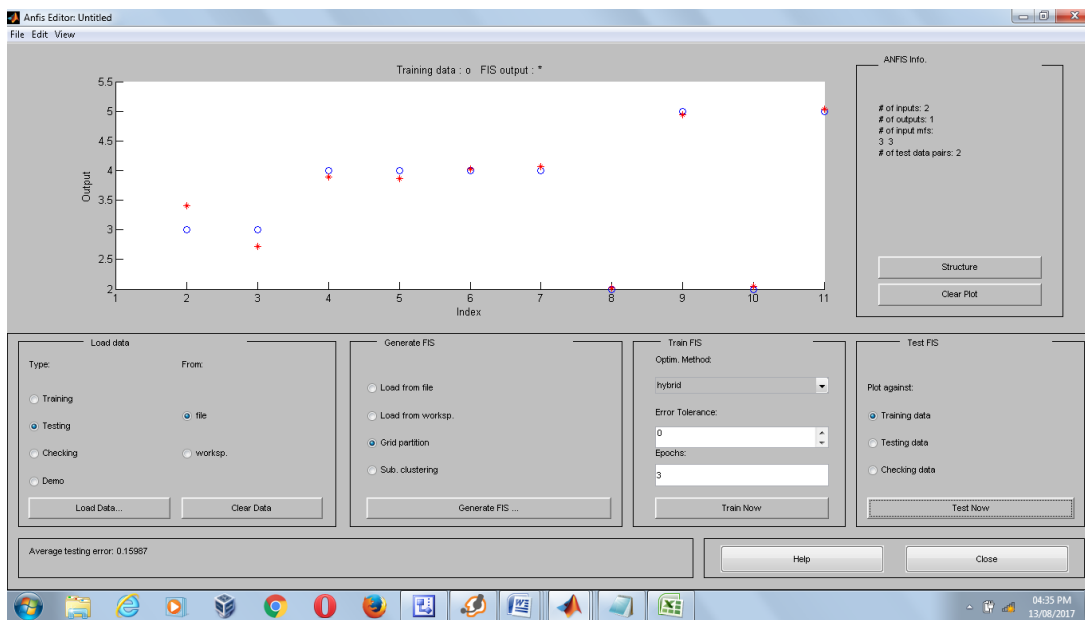 Anfis Editor: Untitled
File Edit View
Training data : o FIS output : *
5.5
5
4.5
4
3.5
3
2.5
2
Output
1 2 3 4 5 6 7 8 9 10 11
Index
ANFIS Info.
# of inputs: 2
# of outputs: 1
# of input mfs:
3 3
# of test data pairs: 2
Structure
Clear Plot
Load data
Type:
From:
Training
Testing
Checking
Demo
file
worksp.
Load Data...
Clear Data
Generate FIS
Load from file
Load from worksp.
Grid partition
Sub. clustering
Generate FIS ...
Train FIS
Optim. Method:
hybrid
Error Tolerance:
0
Epochs:
3
Train Now
Test FIS
Plot against:
Training data
Testing data
Checking data
Test Now
Average testing error: 0.15987
Help
Close
04:35 PM
13/08/2017